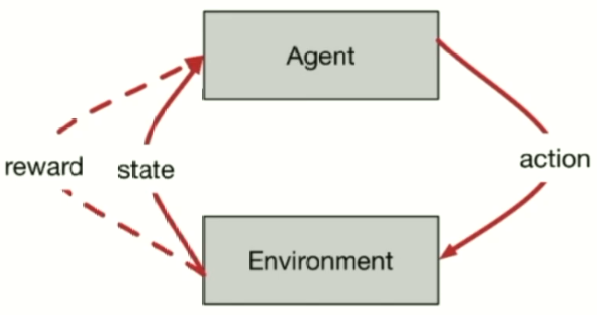 Agent
reward
state
action
Environment